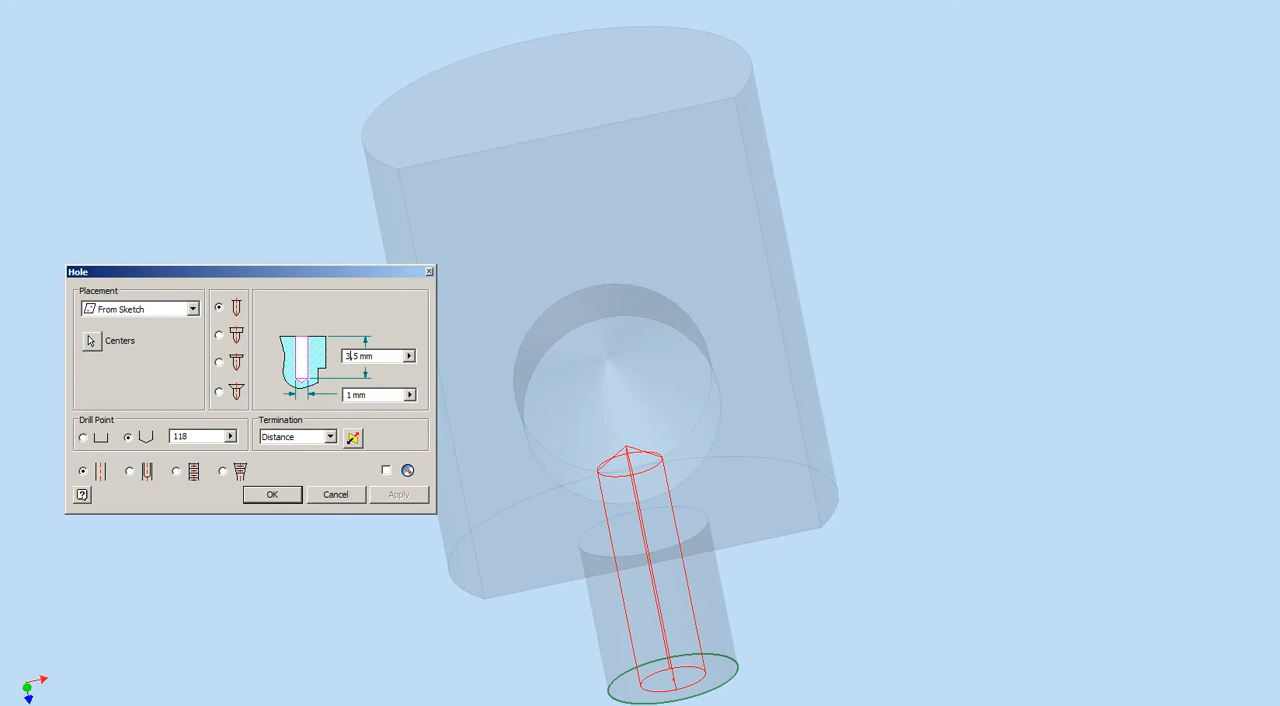 Hole
Placement
From Sketch
Centers
3,5 mm
1 mm
Drill Point
118
Termination
Distance
OK
Cancel
Apply